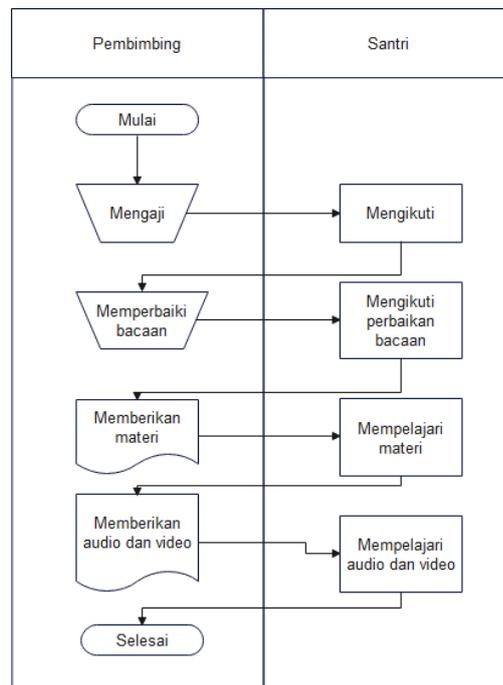 Pembimbing
Santri
Mulai
Mengaji
Mengikuti
Memperbaiki
bacaan
Mengikuti
perbaikan
bacaan
Memberikan
materi
Mempelajari
materi
Memberikan
audio dan video
Mempelajari
audio dan video
Selesai